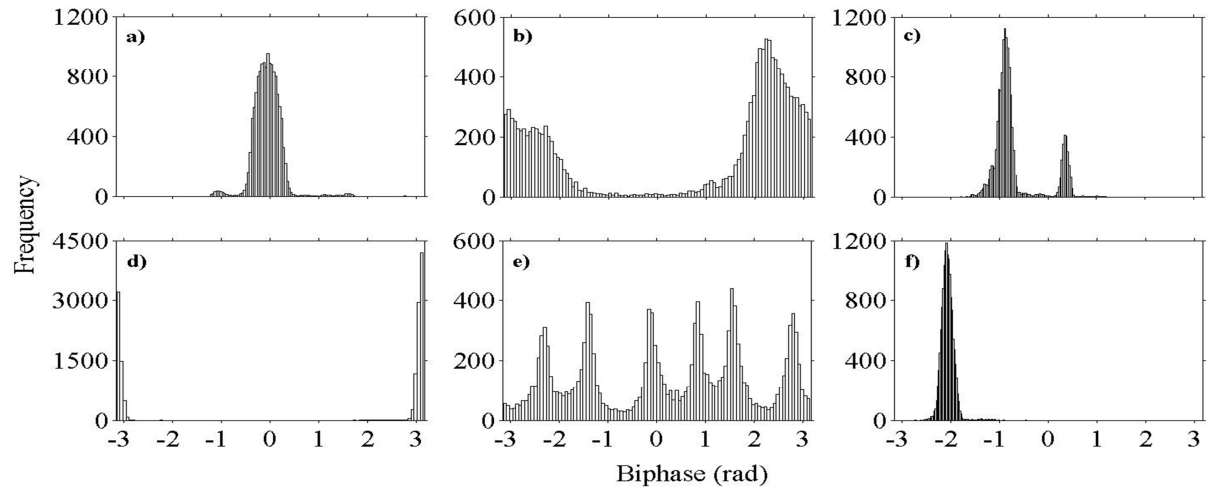 1200 600 1200
a) b) c)
800 400 800
400 200 400
0 0 0
Frequency
4500 600 1200
d) e) f)
3000 400 800
1500 200 400
0 0 0
-3 -2 -1 0 1 2 3 -3 -2 -1 0 1 2 3 -3 -2 -1 0 1 2 3
Biphase (rad)